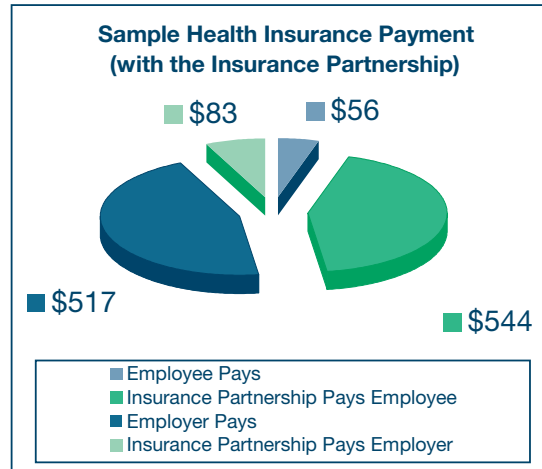 Sample Health Insurance Payment
(with the Insurance Partnership)
$83
$56
$517
$544
Employee Pays
Insurance Partnership Pays Employee
Employer Pays
Insurance Partnership Pays Employer